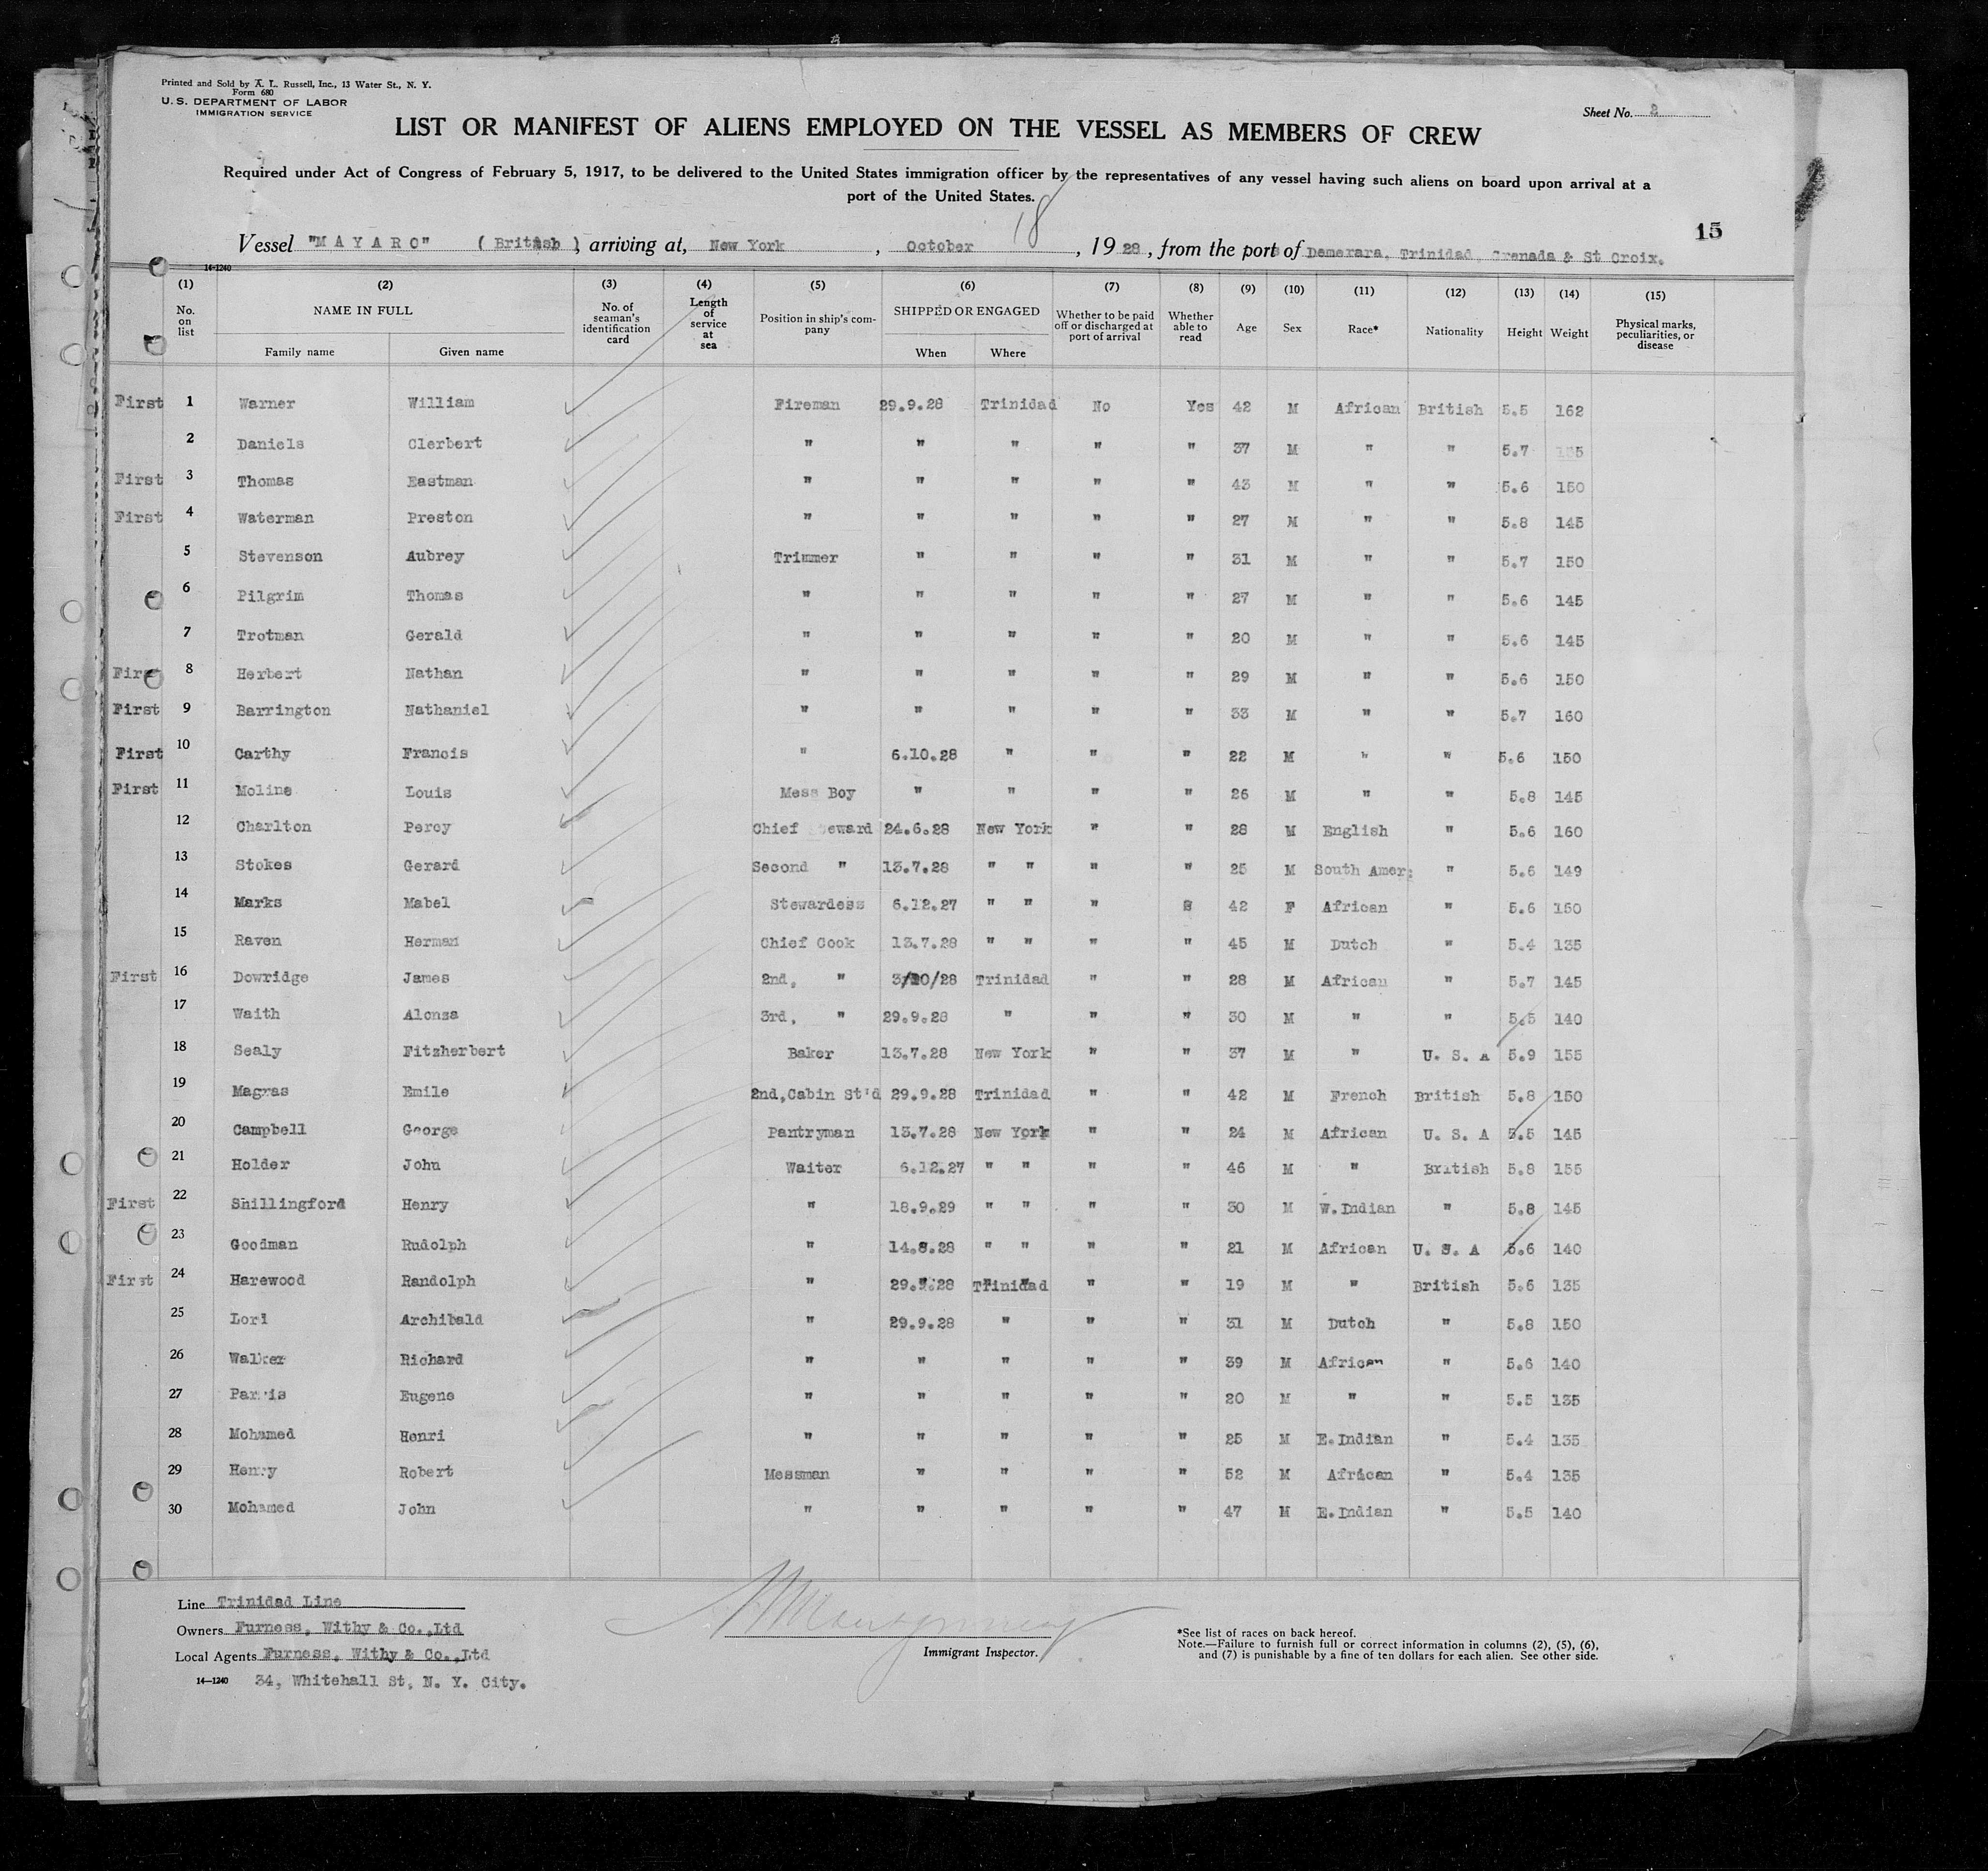 Printed and Sold by A. L. Russell, Inc., 13 Water St., N. Y.
Form 680
U. S. DEPARTMENT OF LABOR
IMMIGRATION SERVICE
Sheet No. 2
LIST OR MANIFEST OF ALIENS EMPLOYED ON THE VESSEL AS MEMBERS OF CREW
Required under Act of Congress of February 5, 1917, to be delivered to the United States immigration officer by the representatives of any vessel having such aliens on board upon arrival at a
port of the United States.
15
Vessel "MAYARO" (British) arriving at, New York, October 18, 1928, from the ports of Demerara, Trinidad, Grenada & St Croix.
14-1240
(1) (2) (3) (4) (5) (6) (7) (8) (9) (10) (11) (12) (13) (14) (15)
No. on list NAME IN FULL Family name Given name No. of seaman's identification card Length of service at sea Position in ship's company SHIPPED OR ENGAGED When Where Whether to be paid off or discharged at port of arrival Whether able to read Age Sex Race* Nationality Height Weight Physical marks, peculiarities, or disease
First 1 Warner William Fireman 29.9.28 Trinidad No Yes 42 M African British 5.5 162
2 Daniels Clerbert " " " " " 37 M " " 5.7
First 3 Thomas Eastman " " " " " 43 M " " 5.6 150
First 4 Waterman Preston " " " " " 27 M " " 5.8 145
5 Stevenson Aubrey Trimmer " " " " 31 M " " 5.7 150
6 Pilgrim Thomas " " " " " 27 M " " 5.6 145
7 Trotman Gerald " " " " " 20 M " " 5.6 145
First 8 Herbert Nathan " " " " " 29 M " " 5.6 150
First 9 Barrington Nathaniel " " " " " 33 M " " 5.7 160
First 10 Carthy Francis " 6.10.28 " " " 22 M " " 5.6 150
First 11 Moline Louis Mess Boy " " " " 26 M " " 5.8 145
12 Charlton Percy Chief eward 24.6.28 New York " " 28 M English " 5.6 160
13 Stokes Gerard Second " 13.7.28 " " " " 25 M South Amer: " 5.6 149
14 Marks Mabel Stewardess 6.12.27 " " " " 42 F African " 5.6 150
15 Raven Herman Chief Cook 13.7.28 " " " " 45 M Dutch " 5.4 135
First 16 Dowridge James 2nd, " 3/10/28 Trinidad " " 28 M African " 5.7 145
17 Waith Alonza 3rd, " 29.9.28 " " " 30 M " " 5.5 140
18 Sealy Fitzherbert Baker 13.7.28 New York " " 37 M " U. S. A 5.9 155
19 Magras Emile 2nd,Cabin St'd 29.9.28 Trinidad " " 42 M French British 5.8 150
20 Campbell George Pantryman 13.7.28 New York " " 24 M African U. S. A 5.5 145
21 Holder John Waiter 6.12.27 " " " " 46 M " British 5.8 155
First 22 Shillingford Henry " 18.9.29 " " " " 30 M W.Indian " 5.8 145
23 Goodman Rudolph " 14.8.28 " " " " 21 M African U. S. A 5.6 140
First 24 Harewood Randolph " 29.9.28 Trinidad " " 19 M " British 5.6 135
25 Lord Archibald " 29.9.28 " " " 31 M Dutch " 5.8 150
26 Walker Richard " " " " " 39 M African " 5.6 140
27 Parris Eugene " " " " " 20 M " " 5.5 135
28 Mohamed Henri " " " " " 25 M E.Indian " 5.4 135
29 Henry Robert Messman " " " " 52 M African " 5.4 135
30 Mohamed John " " " " " 47 M E.Indian " 5.5 140
Line Trinidad Line
Owners Furness, Withy & Co.,Ltd
Local Agents Furness, Withy & Co.,Ltd
14—1240 34, Whitehall St, N. Y. City.
Immigrant Inspector.
*See list of races on back hereof.
Note.—Failure to furnish full or correct information in columns (2), (5), (6),
and (7) is punishable by a fine of ten dollars for each alien. See other side.